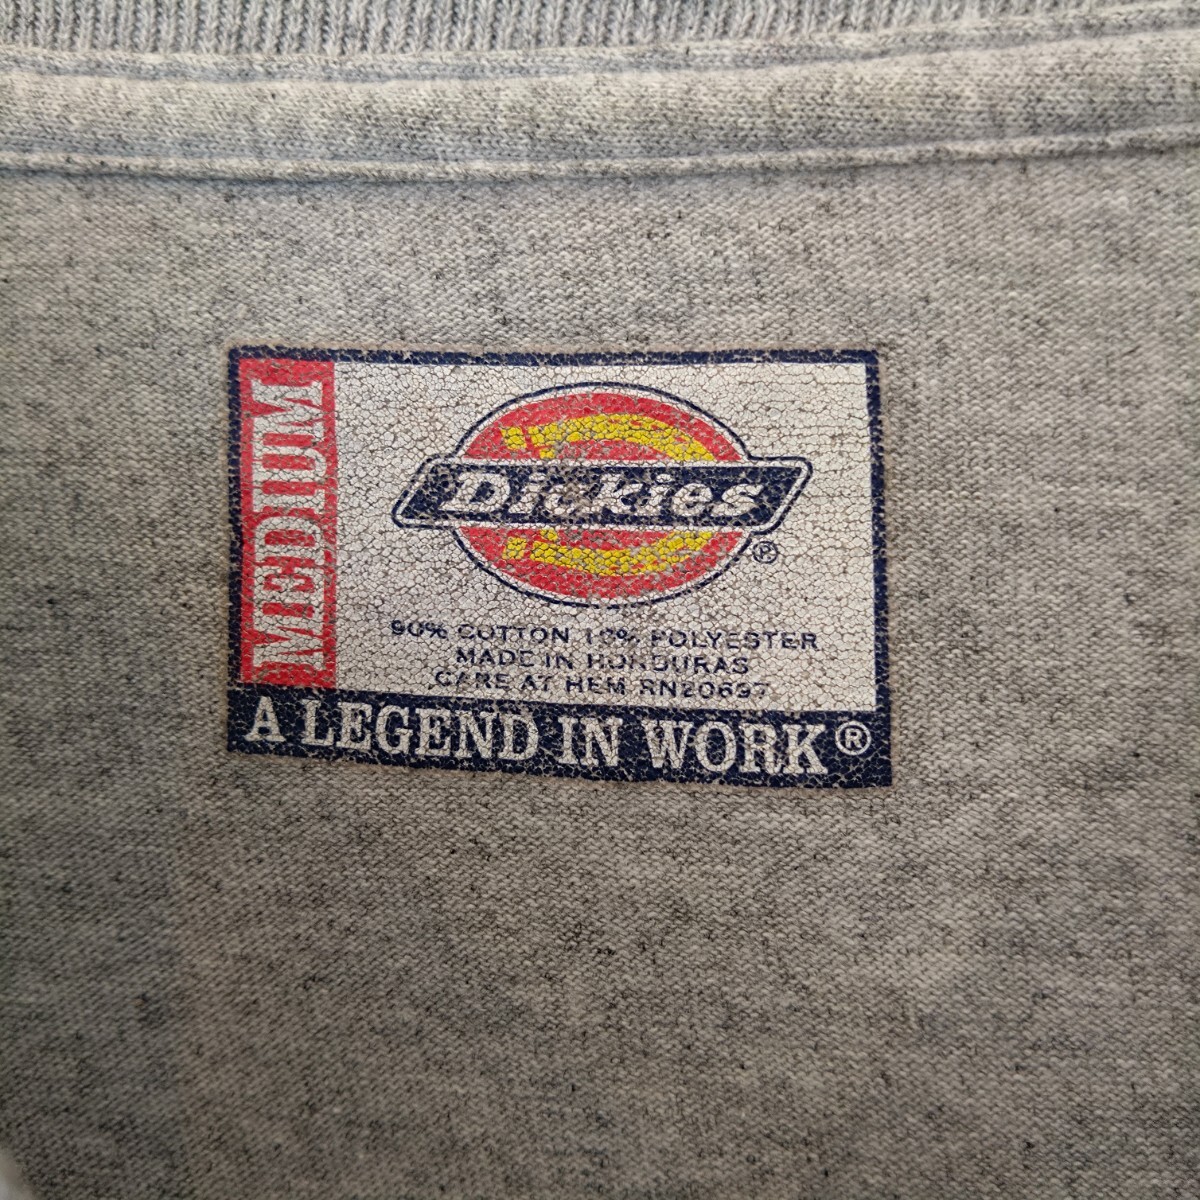 MEDIUM
Dickies®
90% COTTON 10% POLYESTER
MADE IN HONDURAS
CARE AT HEM RN20697
A LEGEND IN WORK®